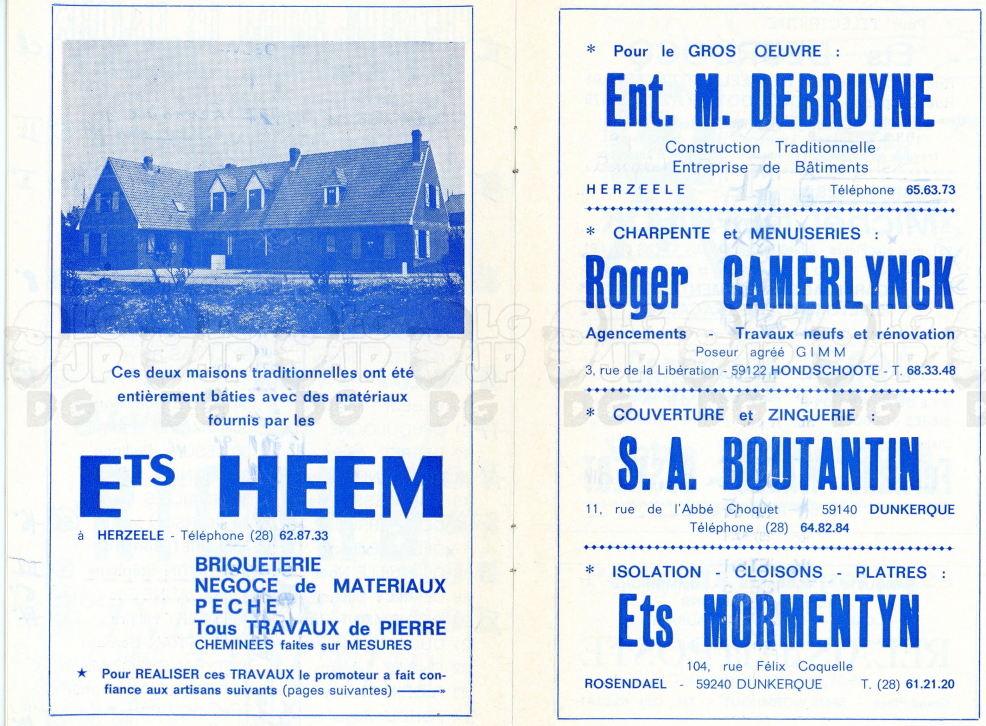 Ces deux maisons traditionnelles ont été
entièrement bâties avec des matériaux
fournis par les
ETS HEEM
à HERZEELE - Téléphone (28) 62.87.33
BRIQUETERIE
NEGOCE de MATERIAUX
PECHE
Tous TRAVAUX de PIERRE
CHEMINEES faites sur MESURES
★ Pour REALISER ces TRAVAUX le promoteur a fait con-
fiance aux artisans suivants (pages suivantes) ———»
* Pour le GROS OEUVRE :
Ent. M. DEBRUYNE
Construction Traditionnelle
Entreprise de Bâtiments
HERZEELE Téléphone 65.63.73
* CHARPENTE et MENUISERIES :
Roger CAMERLYNCK
Agencements - Travaux neufs et rénovation
Poseur agréé GIMM
3, rue de la Libération - 59122 HONDSCHOOTE - T. 68.33.48
* COUVERTURE et ZINGUERIE :
S. A. BOUTANTIN
11, rue de l'Abbé Choquet 59140 DUNKERQUE
Téléphone (28) 64.82.84
* ISOLATION - CLOISONS - PLATRES :
Ets MORMENTYN
104, rue Félix Coquelle
ROSENDAEL - 59240 DUNKERQUE T. (28) 61.21.20
LG
JP
DG